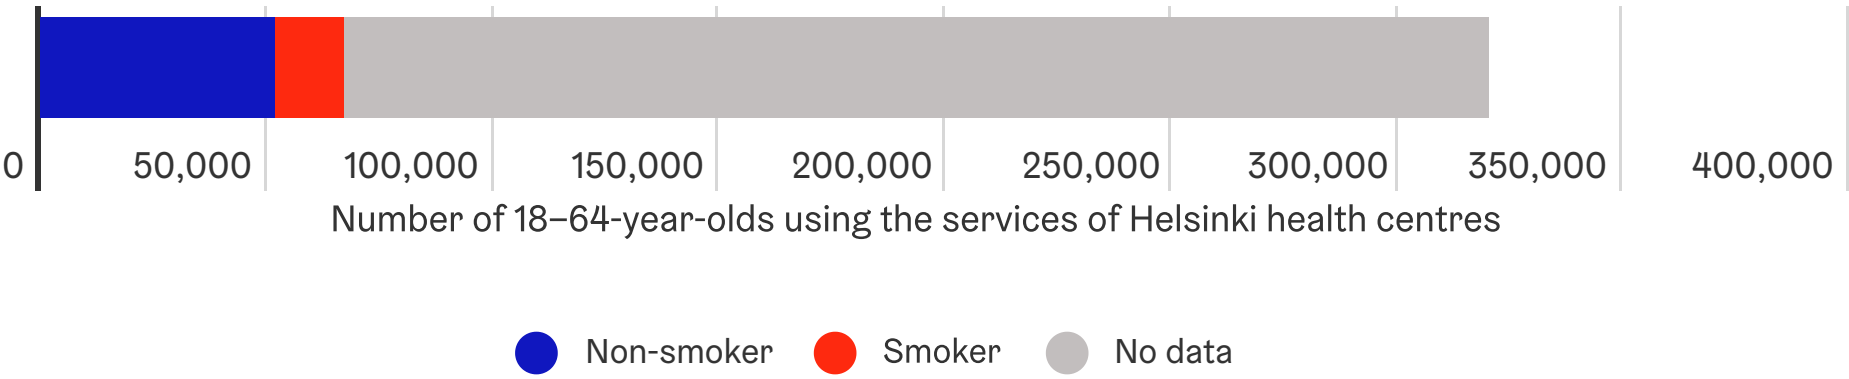 0 50,000 100,000 150,000 200,000 250,000 300,000 350,000 400,000
Number of 18–64-year-olds using the services of Helsinki health centres
Non-smoker Smoker No data